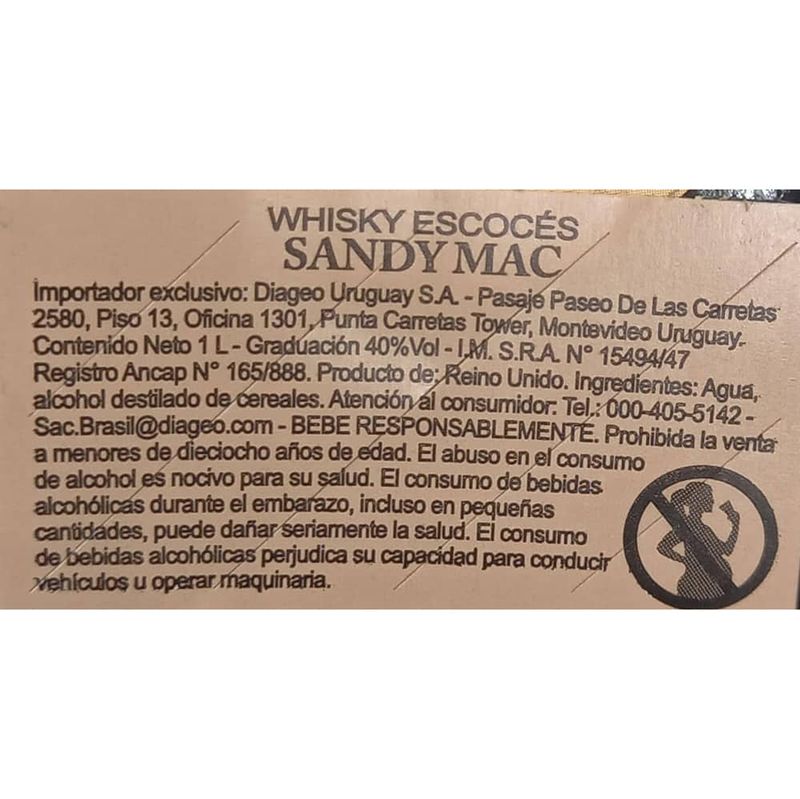 WHISKY ESCOCÉS
SANDY MAC
Importador exclusivo: Diageo Uruguay S.A. - Pasaje Paseo De Las Carretas
2580, Piso 13, Oficina 1301, Punta Carretas Tower, Montevideo Uruguay.
Contenido Neto 1 L - Graduación 40%Vol - I.M. S.R.A. N° 15494/47
Registro Ancap N° 165/888. Producto de: Reino Unido. Ingredientes: Agua,
alcohol destilado de cereales. Atención al consumidor: Tel.: 000-405-5142 -
Sac.Brasil@diageo.com - BEBE RESPONSABLEMENTE. Prohibida la venta
a menores de dieciocho años de edad. El abuso en el consumo
de alcohol es nocivo para su salud. El consumo de bebidas
alcohólicas durante el embarazo, incluso en pequeñas
cantidades, puede dañar seriamente la salud. El consumo
de bebidas alcohólicas perjudica su capacidad para conducir
vehículos u operar maquinaria.